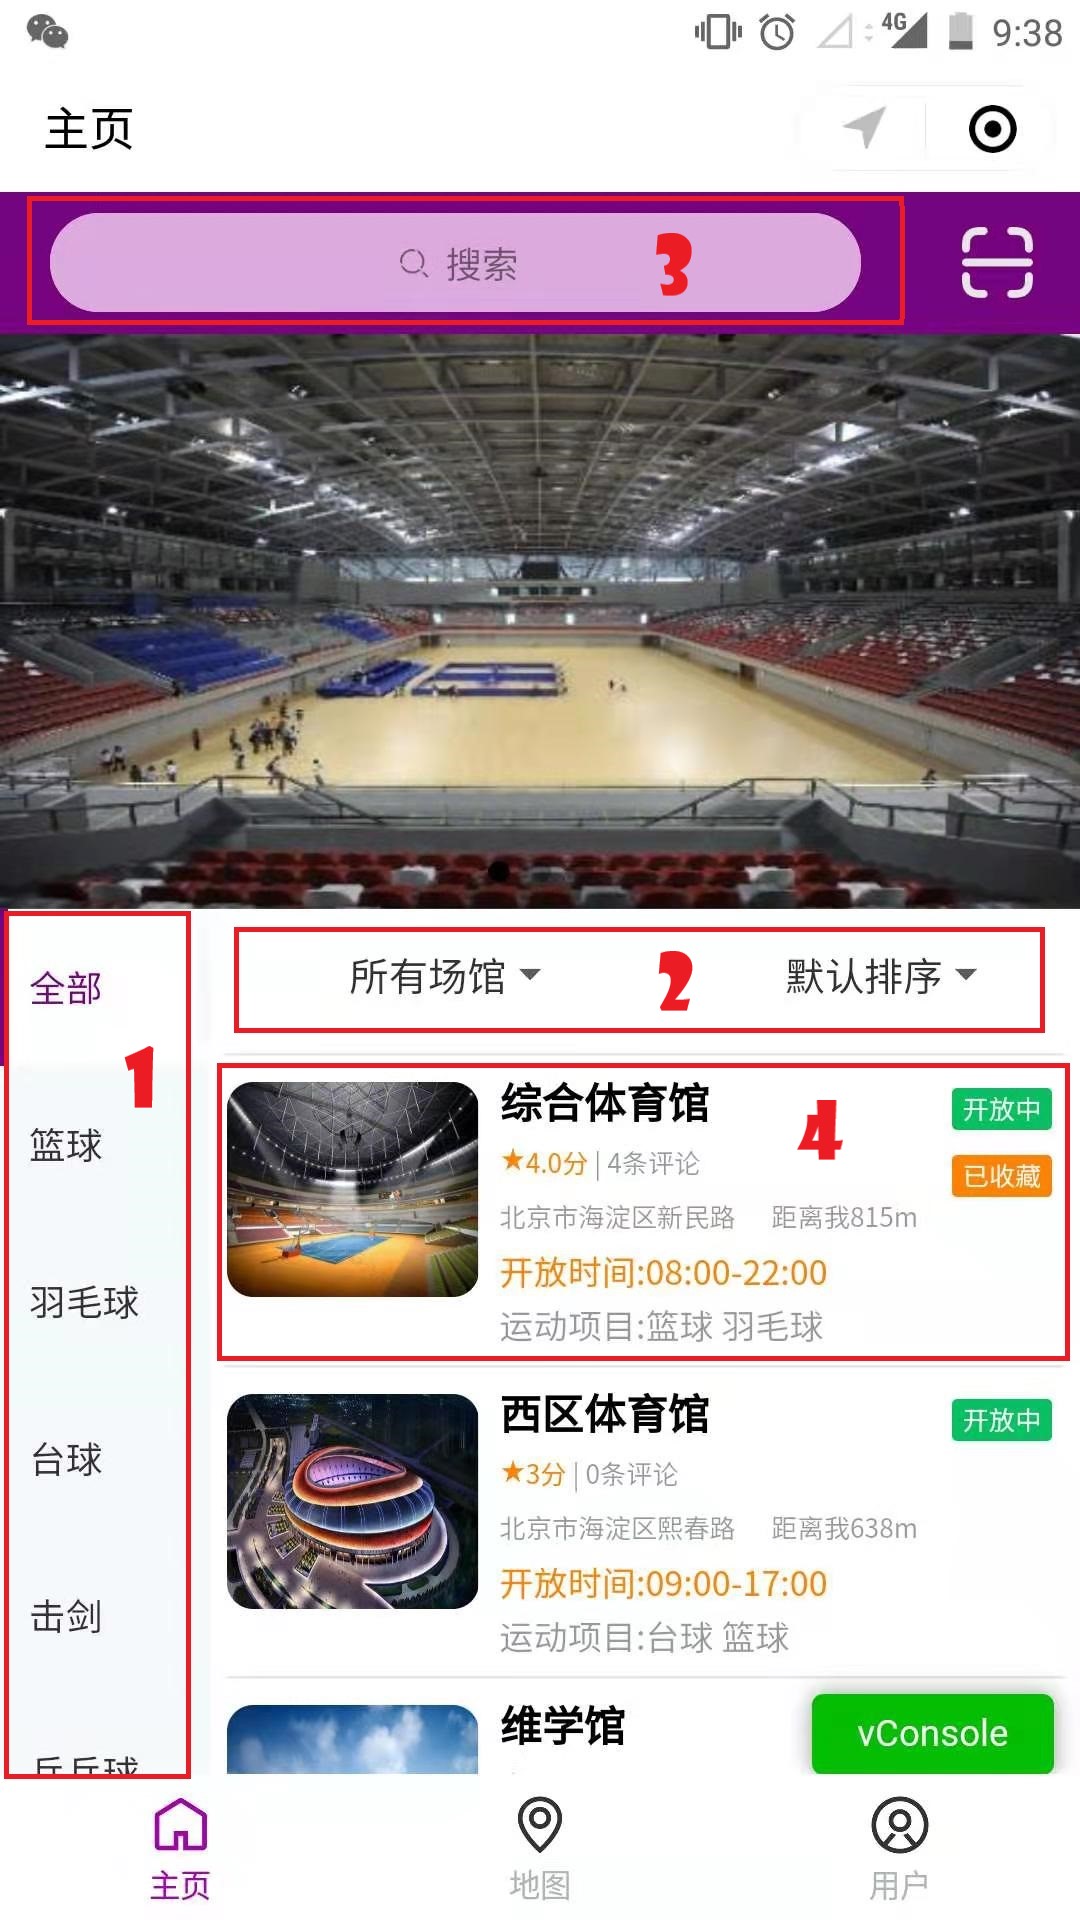 4G 9:38
主页
搜索 3
全部
1
篮球
羽毛球
台球
击剑
乒乓球
所有场馆 2 默认排序
综合体育馆 4 开放中
★4.0分 | 4条评论 已收藏
北京市海淀区新民路 距离我815m
开放时间:08:00-22:00
运动项目:篮球 羽毛球
西区体育馆 开放中
★3分 | 0条评论
北京市海淀区熙春路 距离我638m
开放时间:09:00-17:00
运动项目:台球 篮球
维学馆
vConsole
主页 地图 用户